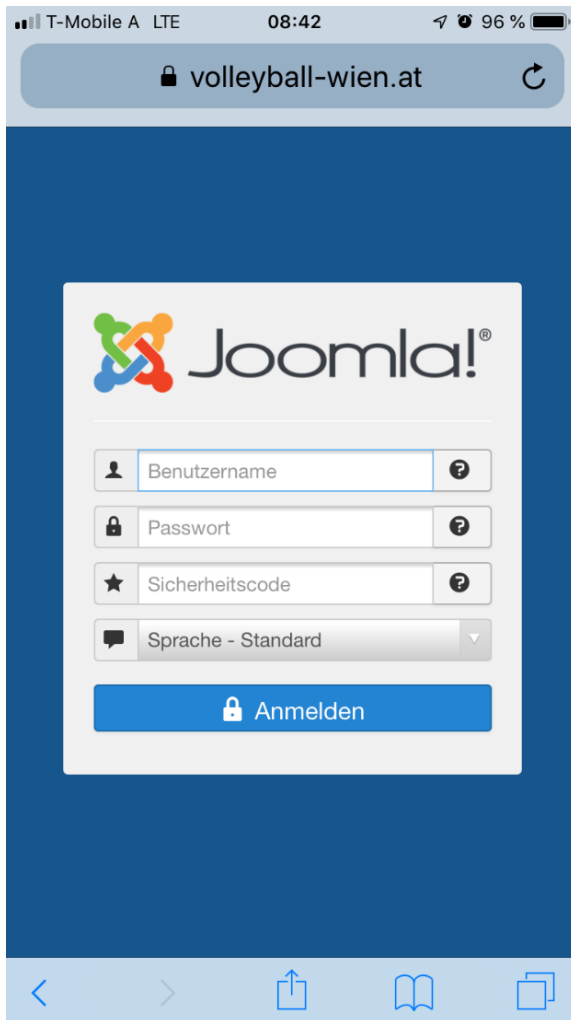 T-Mobile A LTE 08:42 96 %
volleyball-wien.at
Joomla!®
Benutzername
Passwort
Sicherheitscode
Sprache - Standard
Anmelden